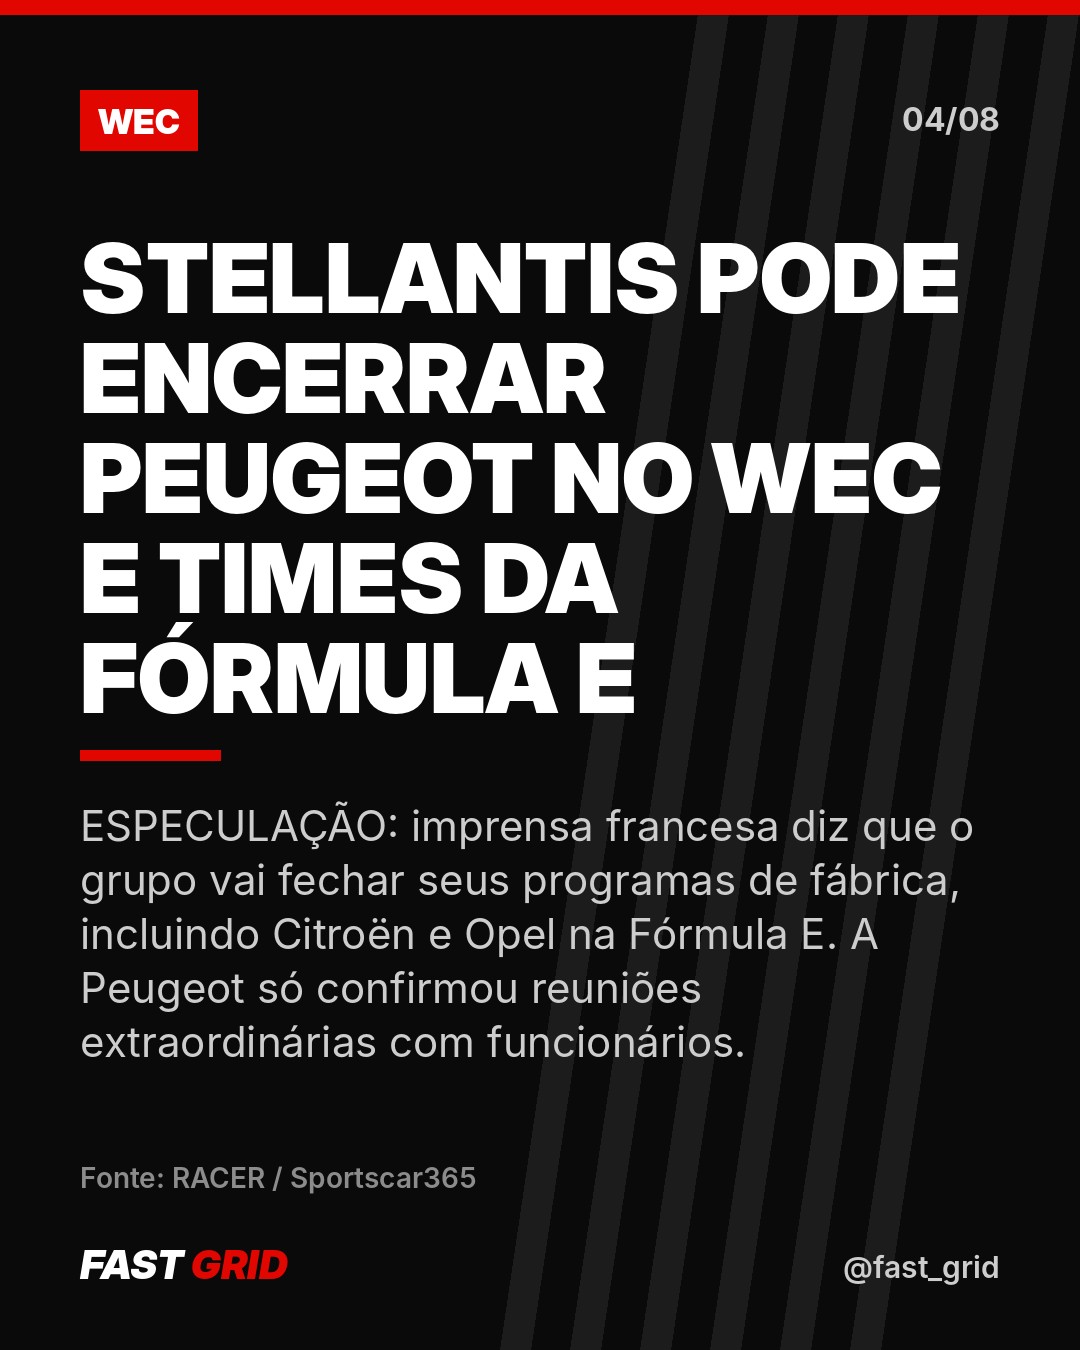 WEC
04/08
STELLANTIS PODE
ENCERRAR
PEUGEOT NO WEC
E TIMES DA
FÓRMULA E
ESPECULAÇÃO: imprensa francesa diz que o
grupo vai fechar seus programas de fábrica,
incluindo Citroën e Opel na Fórmula E. A
Peugeot só confirmou reuniões
extraordinárias com funcionários.
Fonte: RACER / Sportscar365
FAST GRID
@fast_grid